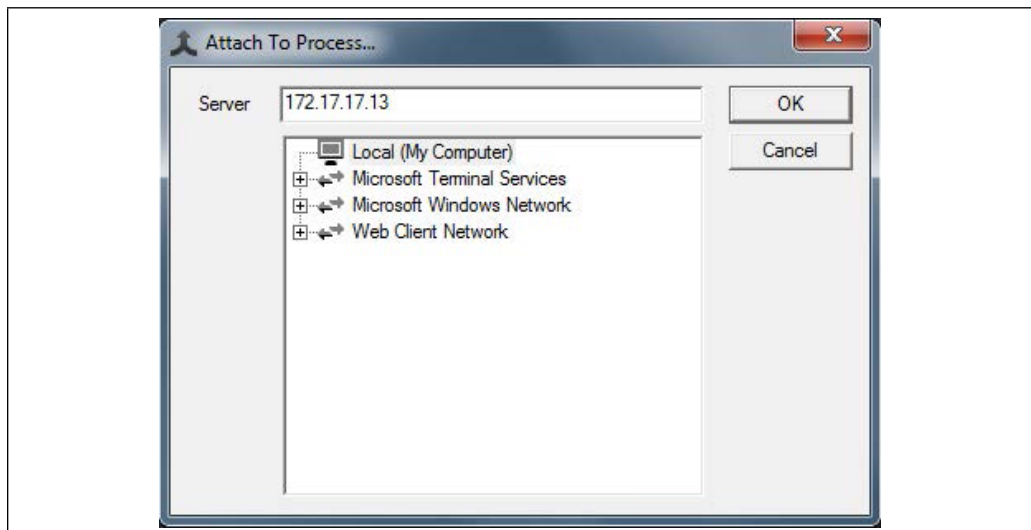 Attach To Process...
Server 172.17.17.13 OK
Local (My Computer) Cancel
Microsoft Terminal Services
Microsoft Windows Network
Web Client Network